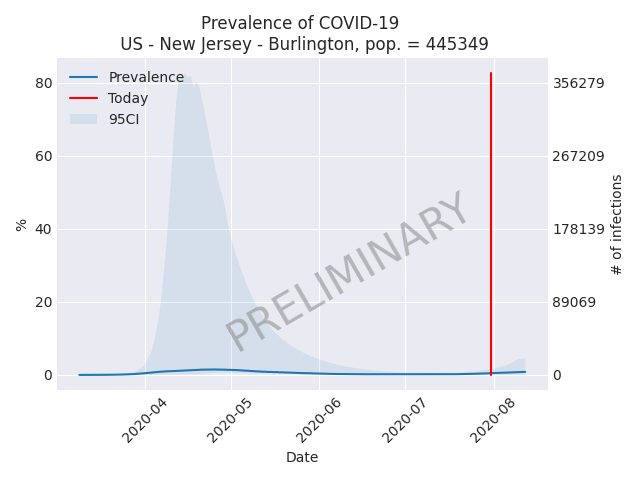 Prevalence of COVID-19
US - New Jersey - Burlington, pop. = 445349
Prevalence
Today
95CI
80
60
40
20
0
%
356279
267209
178139
89069
0
# of infections
PRELIMINARY
2020-04
2020-05
2020-06
2020-07
2020-08
Date